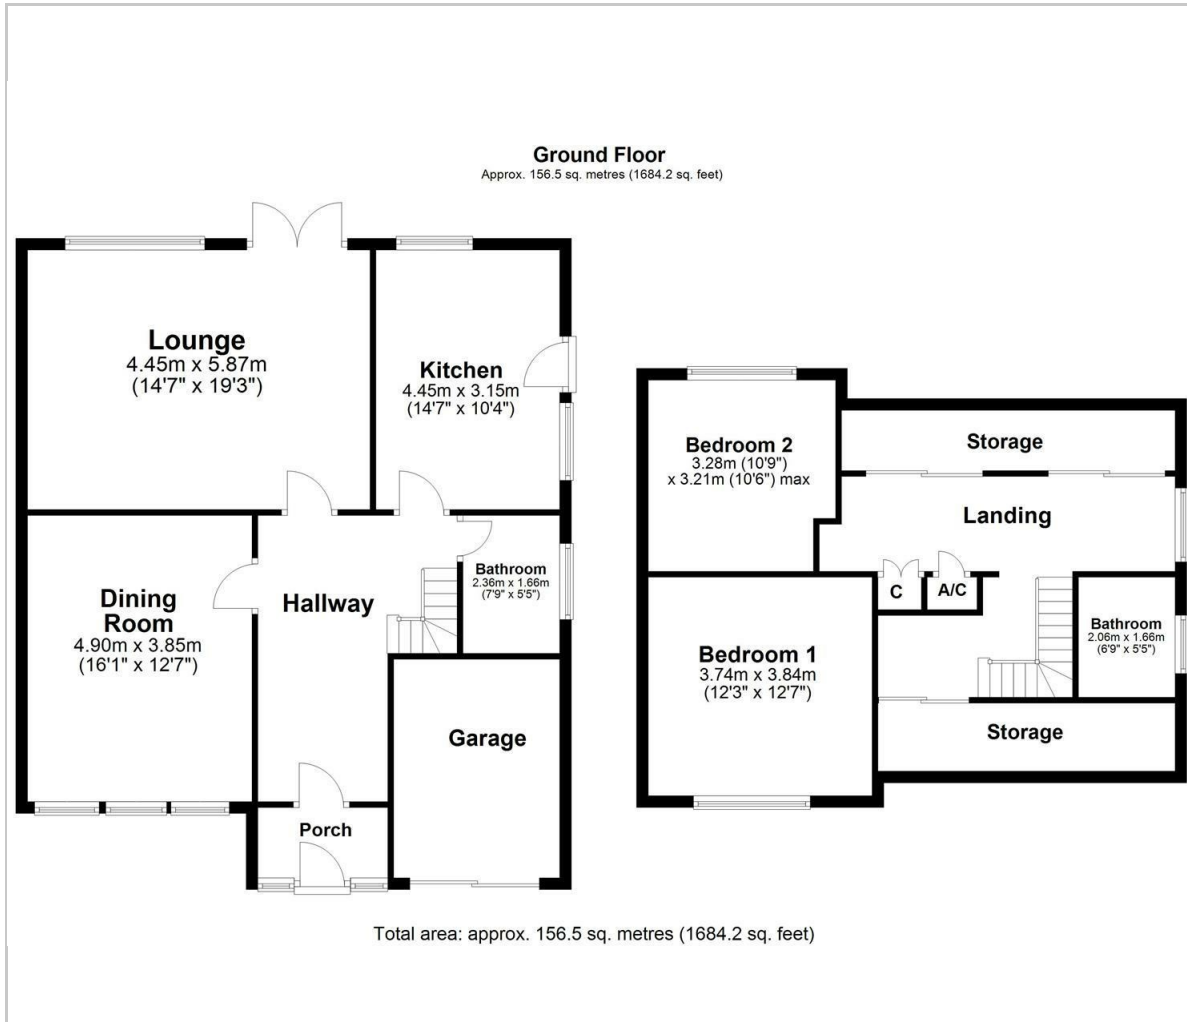 Ground Floor
Approx. 156.5 sq. metres (1684.2 sq. feet)
Lounge
4.45m x 5.87m
(14'7" x 19'3")
Kitchen
4.45m x 3.15m
(14'7" x 10'4")
Dining
Room
4.90m x 3.85m
(16'1" x 12'7")
Hallway
Bathroom
2.36m x 1.66m
(7'9" x 5'5")
Garage
Porch
Bedroom 2
3.28m (10'9")
x 3.21m (10'6") max
Storage
Landing
C
A/C
Bathroom
2.06m x 1.66m
(6'9" x 5'5")
Bedroom 1
3.74m x 3.84m
(12'3" x 12'7")
Storage
Total area: approx. 156.5 sq. metres (1684.2 sq. feet)